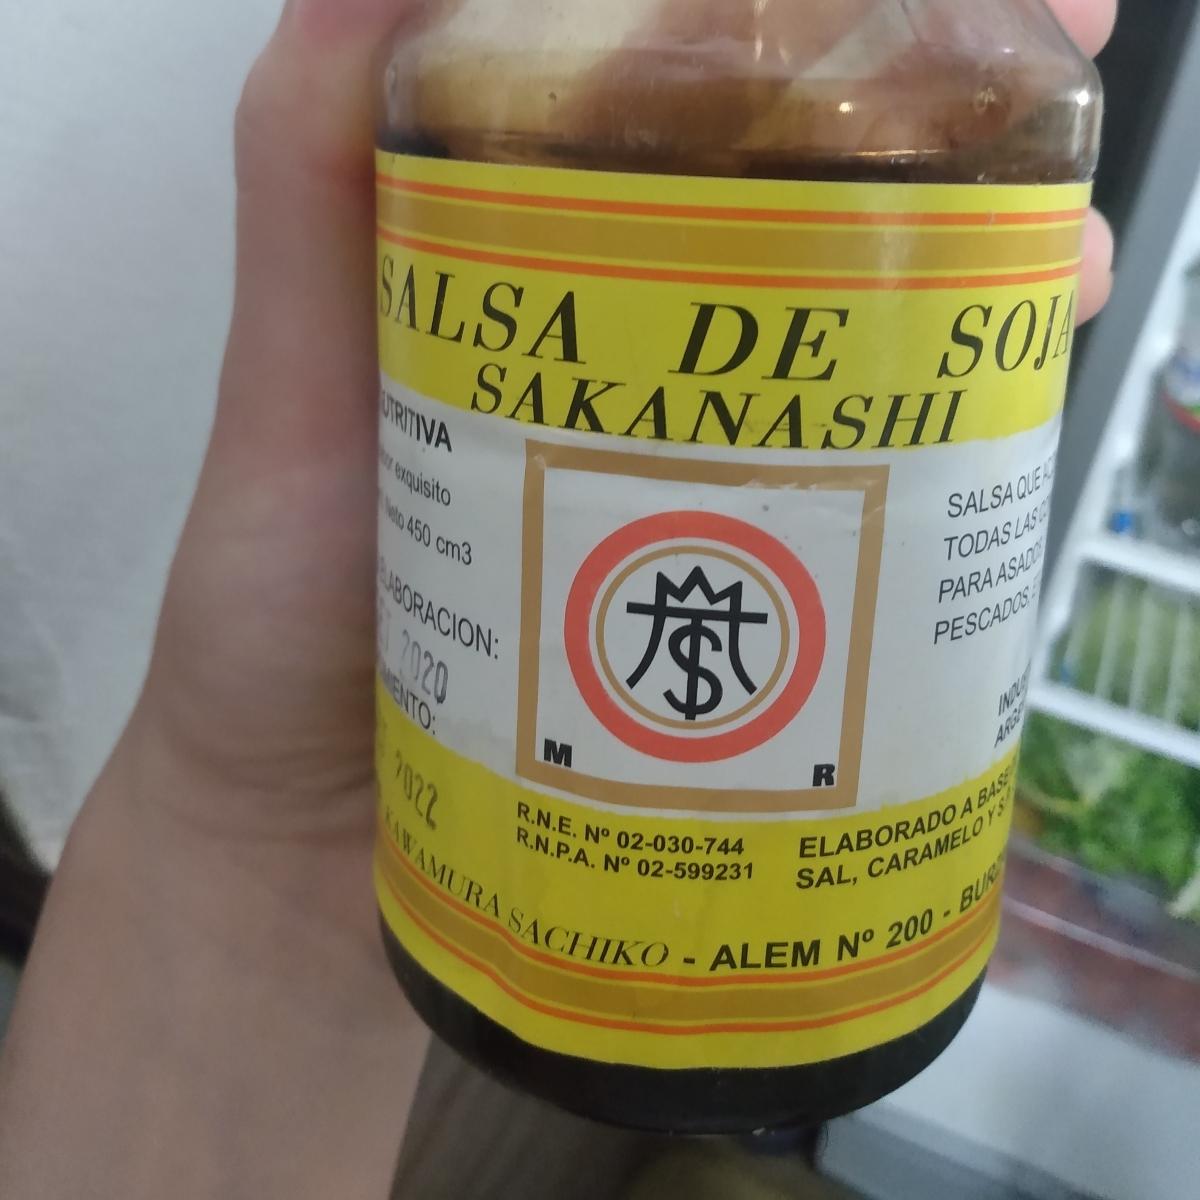 SALSA DE SOJA
SAKANASHI
NUTRITIVA
exquisito
Neto 450 cm3
ELABORACION:
2020
2022
SALSA QUE
TODAS LAS
PARA ASADOS
PESCADOS,
M
R
R.N.E. Nº 02-030-744
R.N.P.A. Nº 02-599231
ELABORADO A BASE
SAL, CARAMELO Y
KAWAMURA SACHIKO - ALEM Nº 200 -